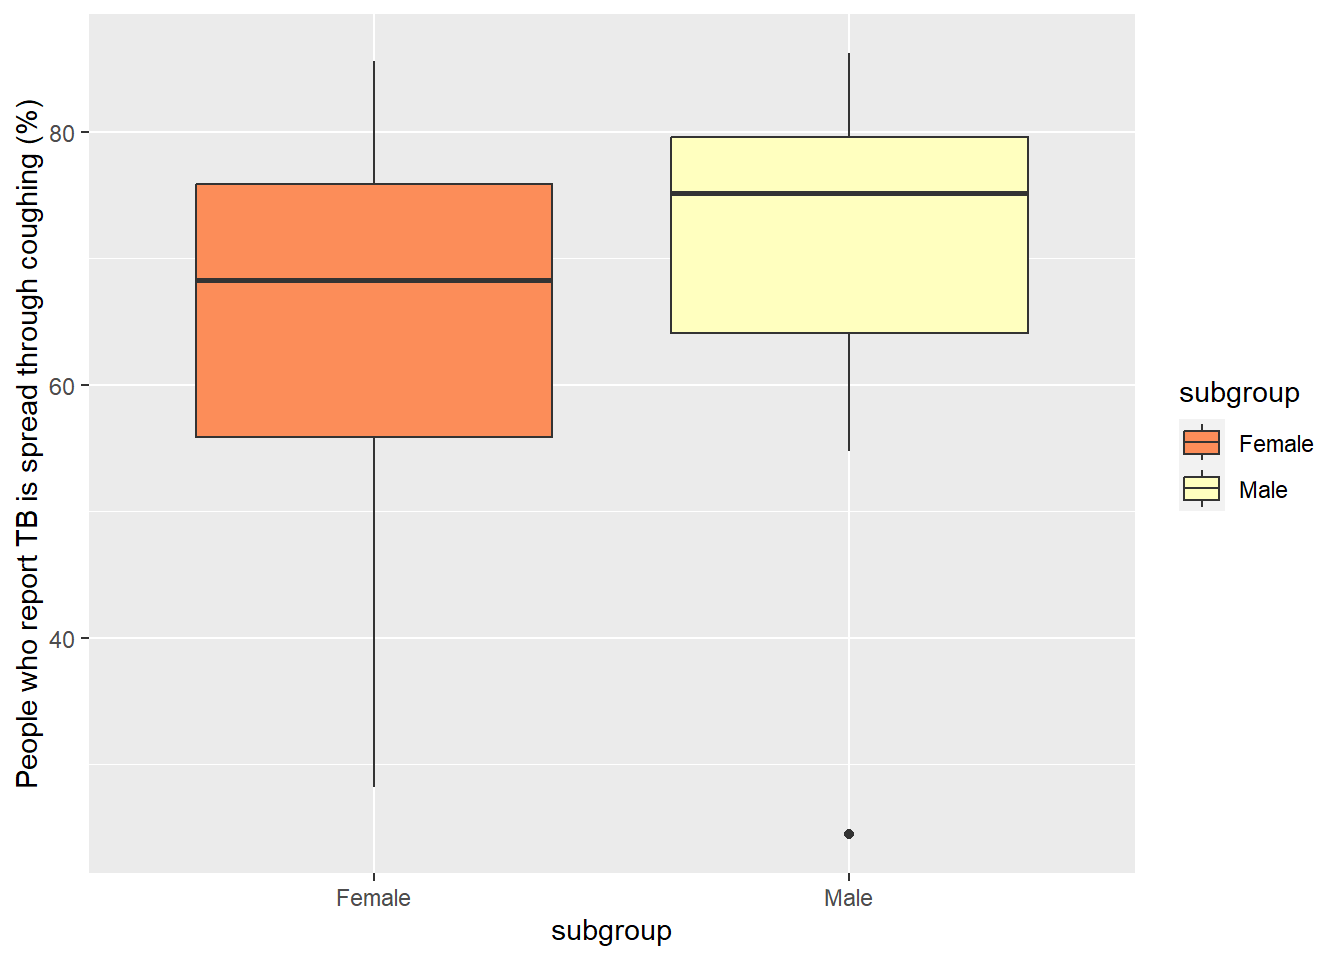 People who report TB is spread through coughing (%)
80
60
40
Female
Male
subgroup
subgroup
Female
Male